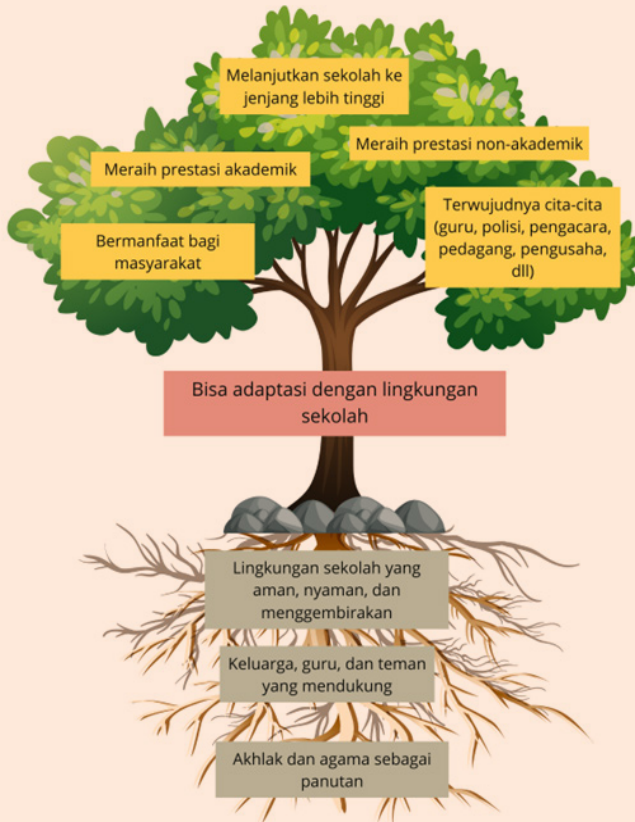 Melanjutkan sekolah ke
jenjang lebih tinggi
Meraih prestasi non-akademik
Meraih prestasi akademik
Terwujudnya cita-cita
(guru, polisi, pengacara,
pedagang, pengusaha,
dll)
Bermanfaat bagi
masyarakat
Bisa adaptasi dengan lingkungan
sekolah
Lingkungan sekolah yang
aman, nyaman, dan
menggembirakan
Keluarga, guru, dan teman
yang mendukung
Akhlak dan agama sebagai
panutan